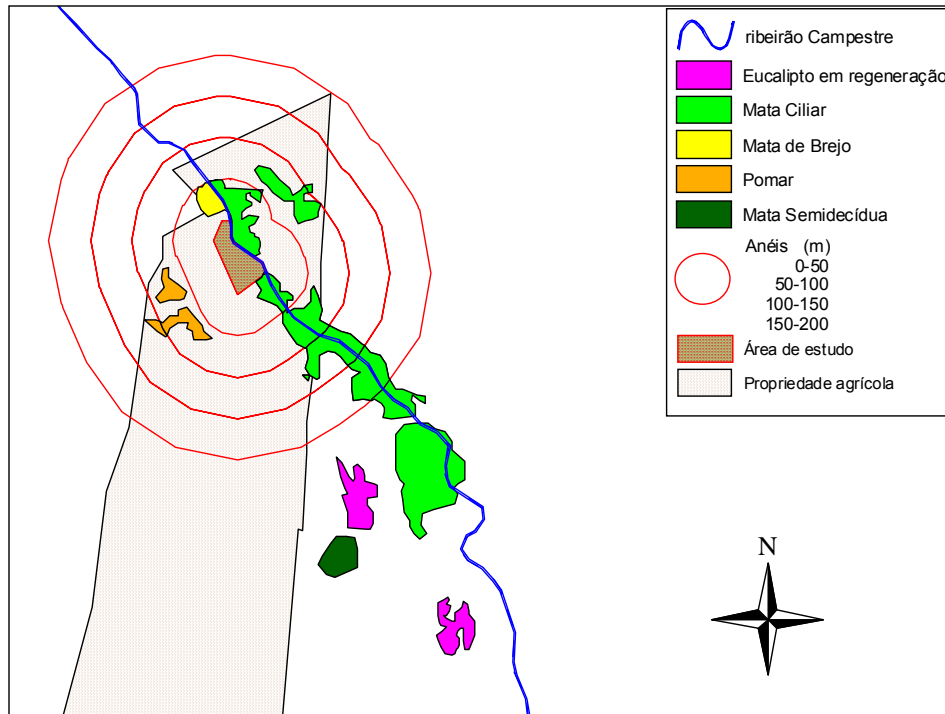 ribeirão Campestre
Eucalipto em regeneração
Mata Ciliar
Mata de Brejo
Pomar
Mata Semidecídua
Anéis (m)
0-50
50-100
100-150
150-200
Área de estudo
Propriedade agrícola
N